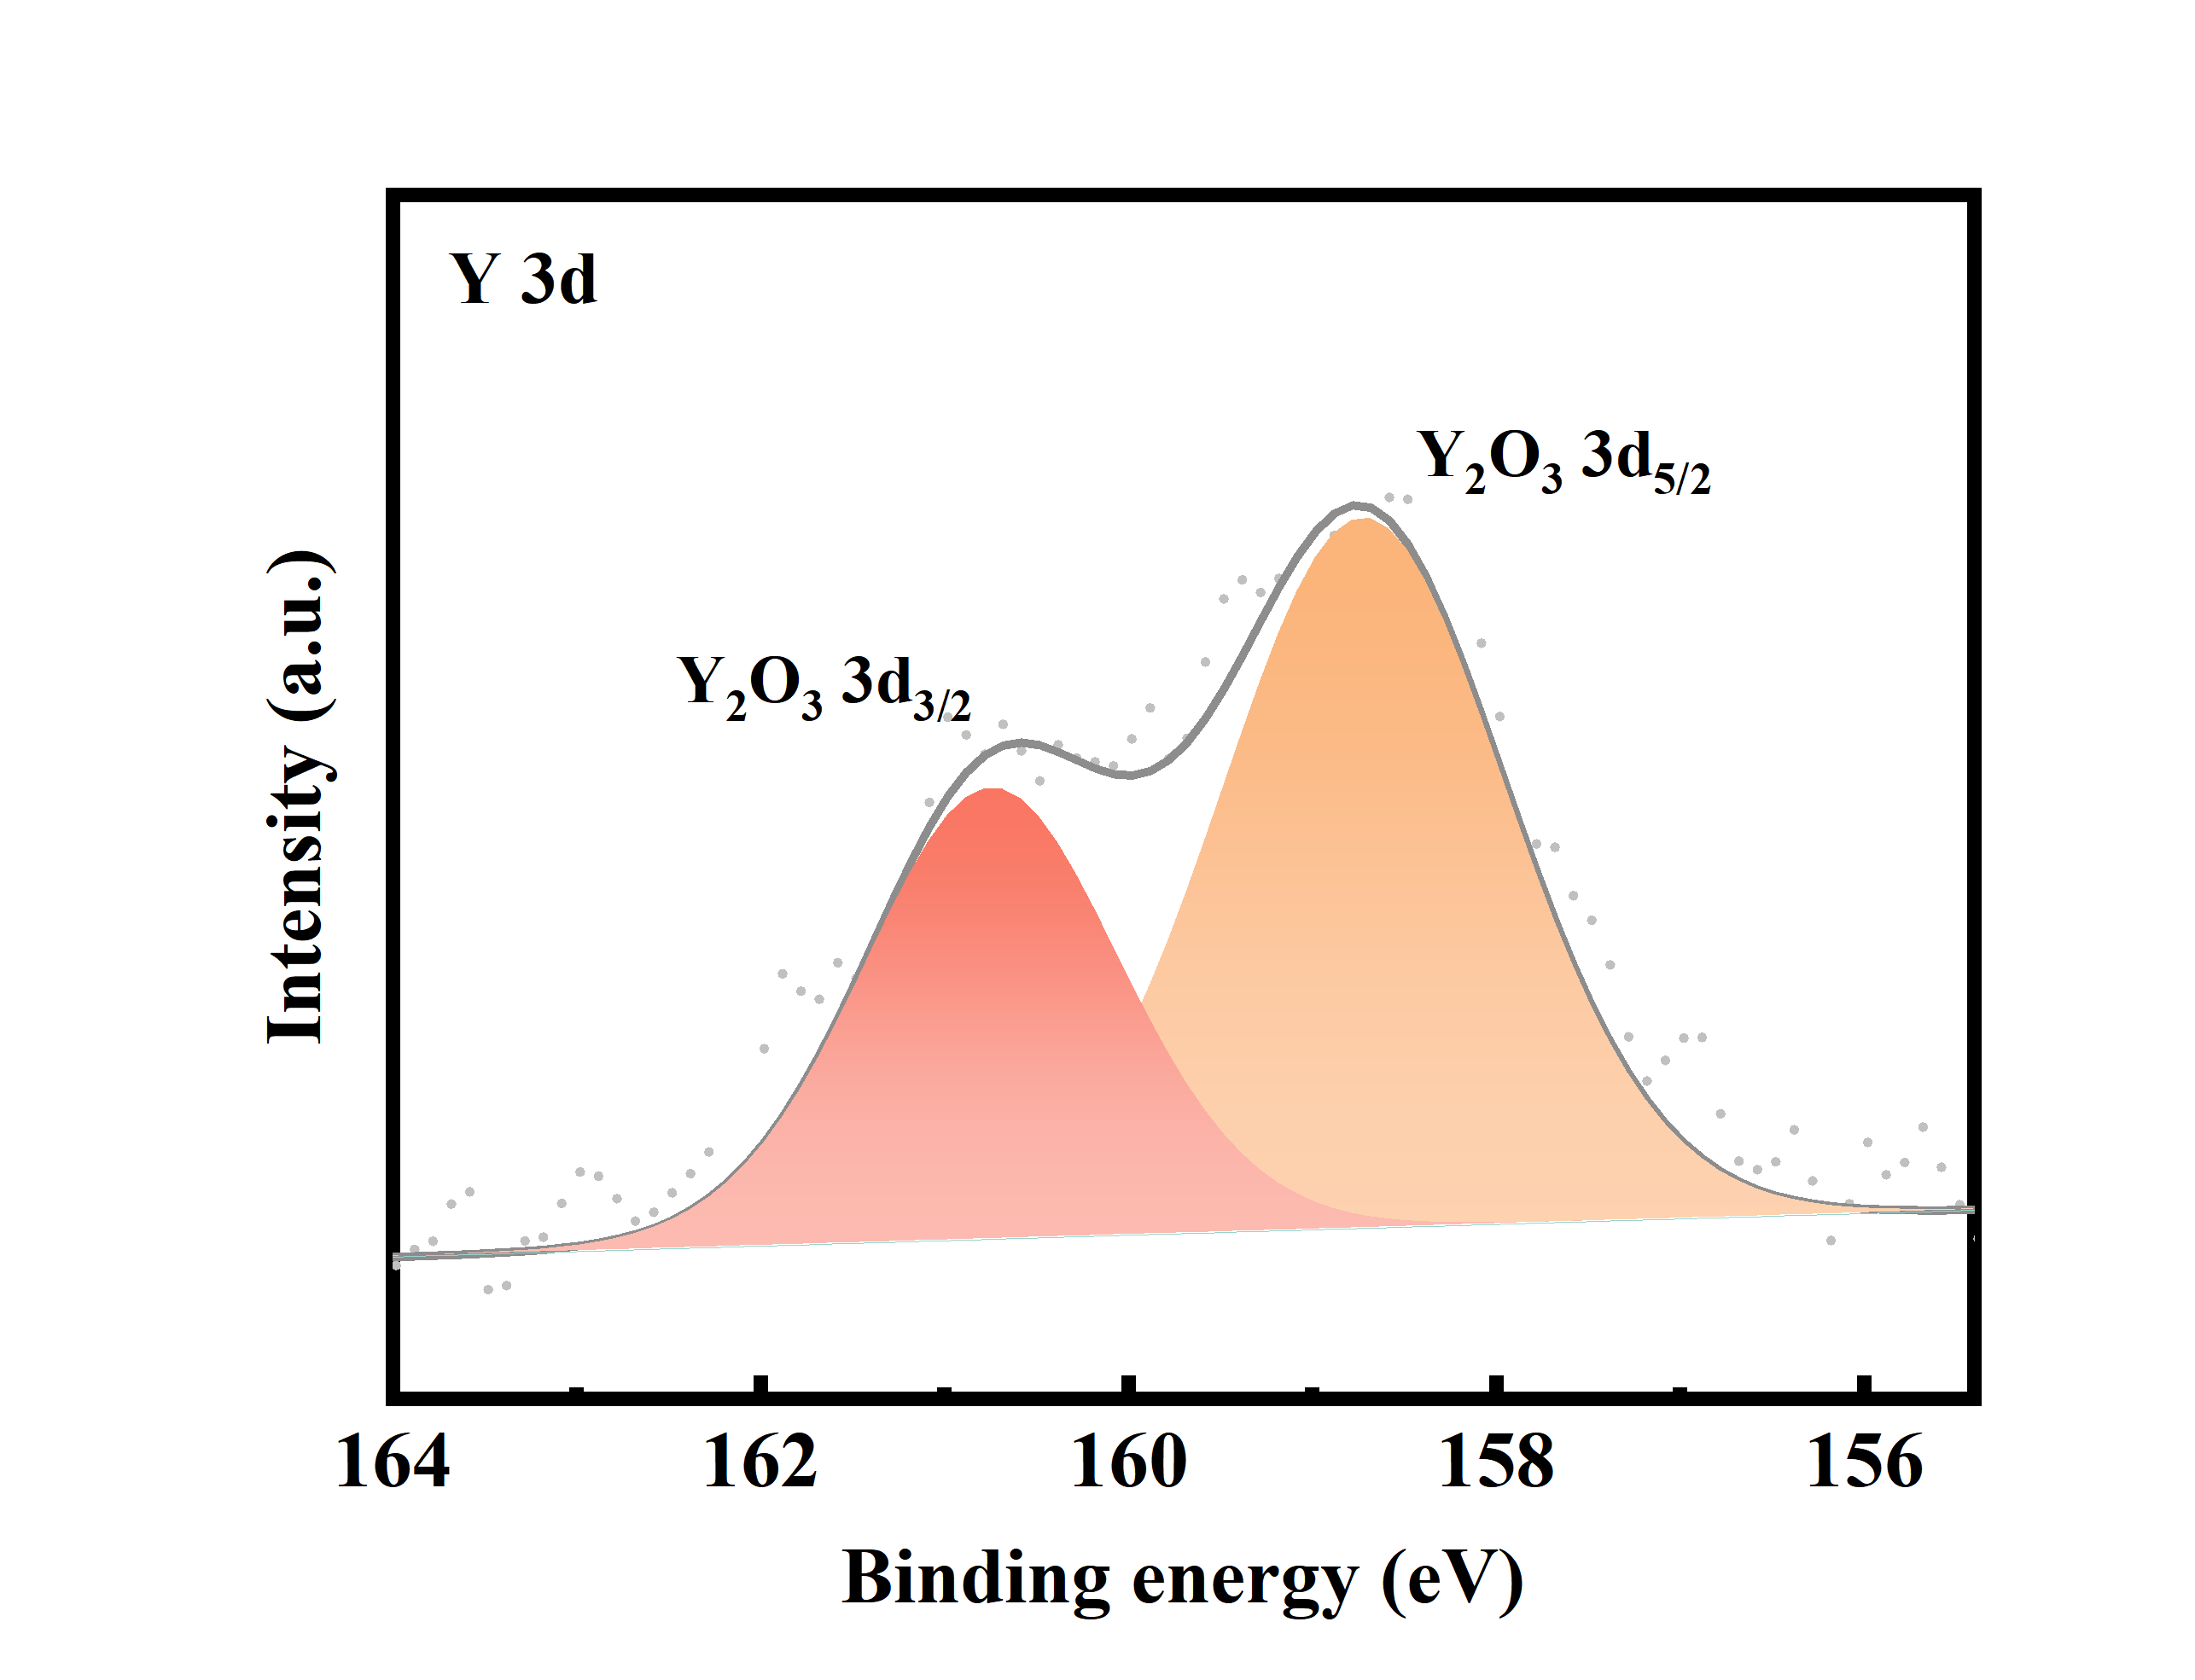 Y 3d
Y₂O₃ 3d₅/₂
Y₂O₃ 3d₃/₂
Intensity (a.u.)
164 162 160 158 156
Binding energy (eV)